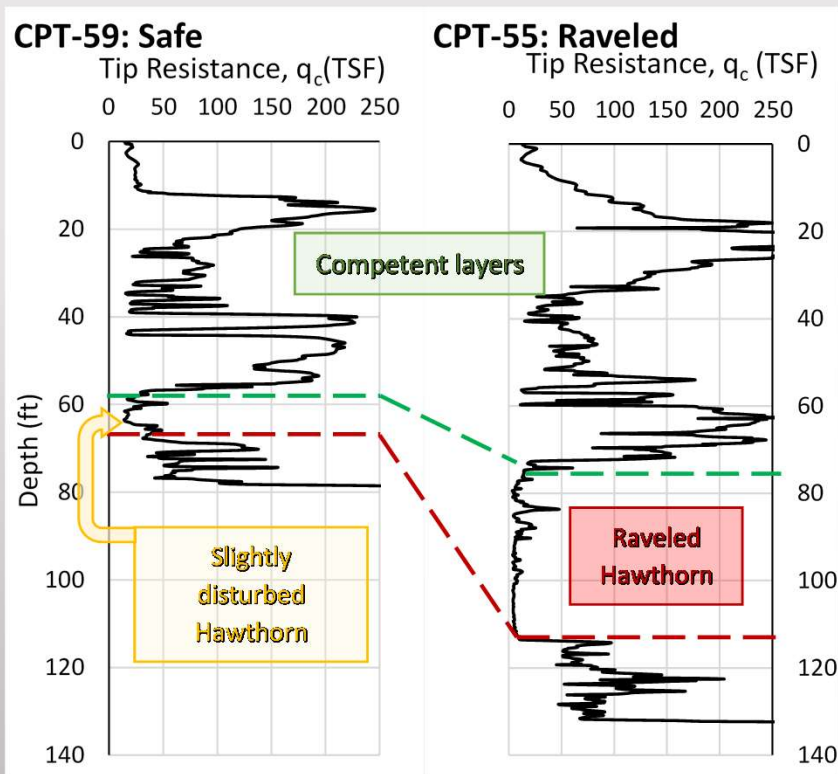 CPT-59: Safe
Tip Resistance, qc(TSF)
0 50 100 150 200 250
0
20
40
60
80
100
120
140
Depth (ft)
CPT-55: Raveled
Tip Resistance, qc (TSF)
0 50 100 150 200 250
0
20
40
60
80
100
120
140
Competent layers
Slightly
disturbed
Hawthorn
Raveled
Hawthorn